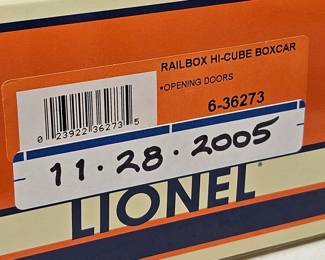 RAILBOX HI-CUBE BOXCAR
•OPENING DOORS
6-36273
0 23922 36273 5
11·28·2005
LIONEL